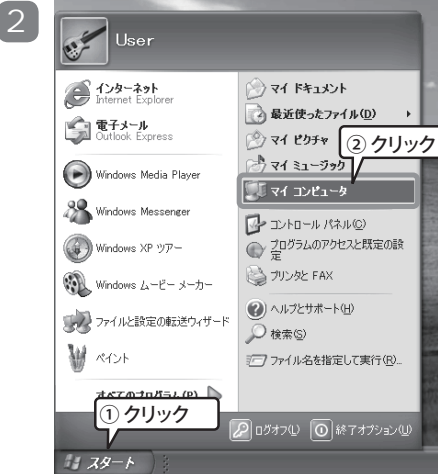 2
User
インターネット
Internet Explorer
電子メール
Outlook Express
Windows Media Player
Windows Messenger
Windows XP ツアー
Windows ムービー メーカー
ファイルと設定の転送ウィザード
ペイント
すべてのプログラム(P)
① クリック
スタート
マイ ドキュメント
最近使ったファイル(D)
マイ ピクチャ
② クリック
マイ ミュージック
マイ コンピュータ
コントロール パネル(C)
プログラムのアクセスと既定の設
定
プリンタと FAX
ヘルプとサポート(H)
検索(S)
ファイル名を指定して実行(R)...
ログオフ(L)
終了オプション(U)